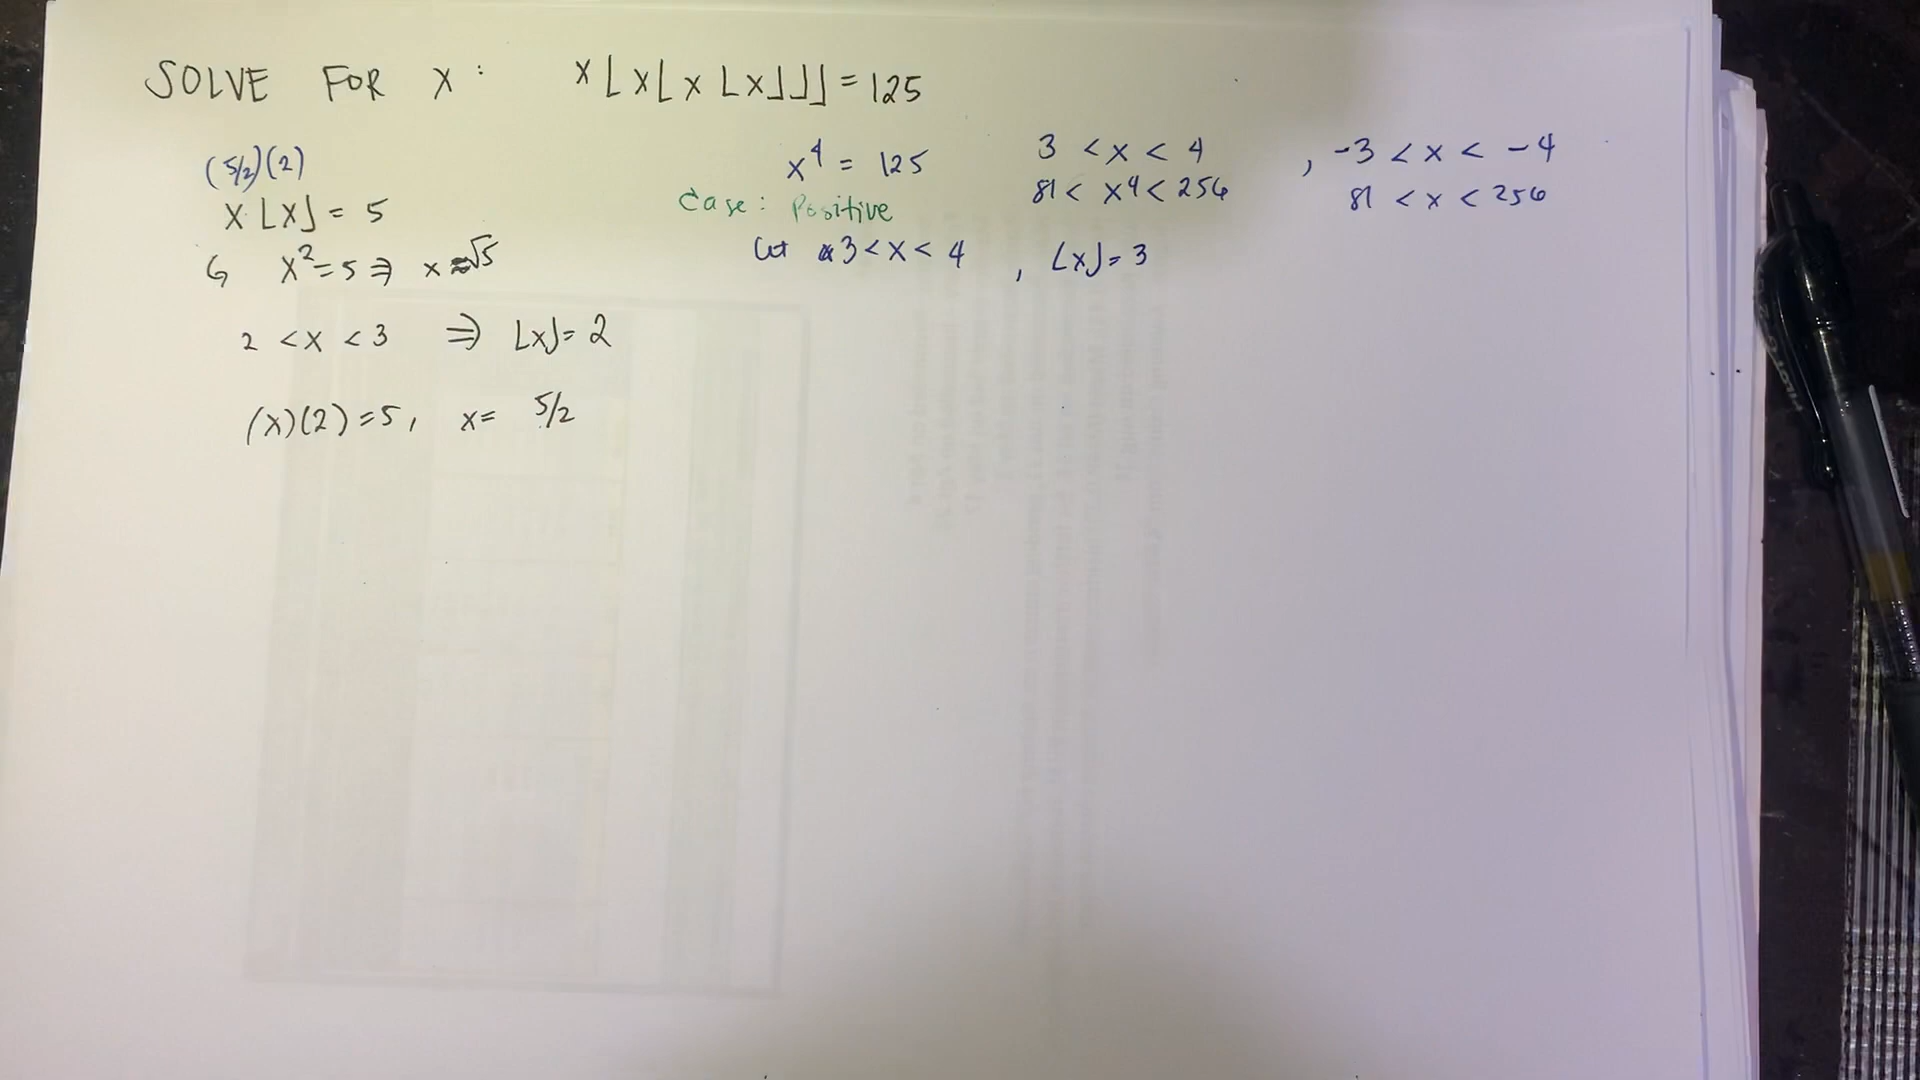 SOLVE FOR X : x⌊x⌊x⌊x⌋⌋⌋ = 125
(5/2)(2)
x⌊x⌋ = 5
x² = 5 ⇒ x ≈ √5
2 < x < 3 ⇒ ⌊x⌋ = 2
(x)(2) = 5, x = 5/2
x⁴ = 125
3 < x < 4 , -3 < x < -4
81 < x⁴ < 256
81 < x < 256
Case: Positive
let 3 < x < 4 , ⌊x⌋ = 3